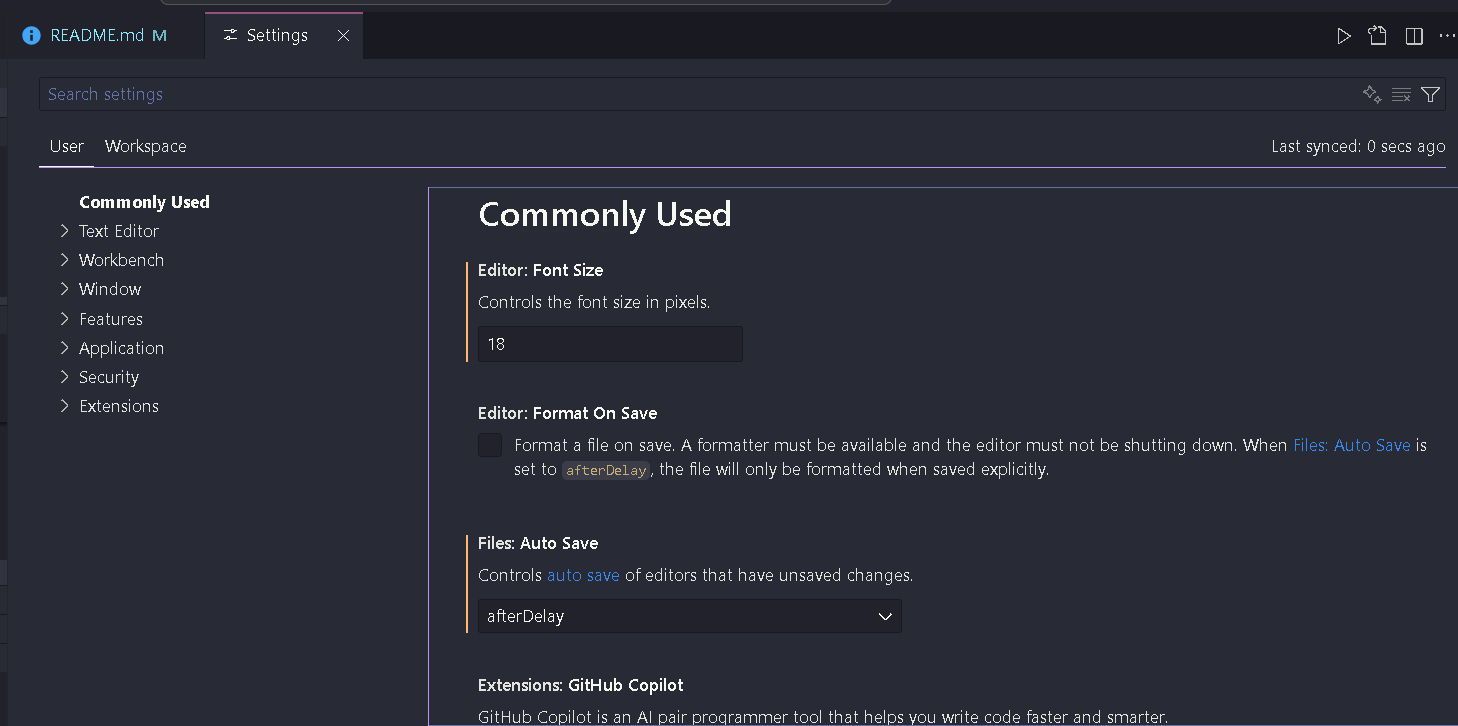 README.md M
Settings
Search settings
User Workspace
Last synced: 0 secs ago
Commonly Used
Text Editor
Workbench
Window
Features
Application
Security
Extensions
Commonly Used
Editor: Font Size
Controls the font size in pixels.
18
Editor: Format On Save
Format a file on save. A formatter must be available and the editor must not be shutting down. When Files: Auto Save is
set to afterDelay, the file will only be formatted when saved explicitly.
Files: Auto Save
Controls auto save of editors that have unsaved changes.
afterDelay
Extensions: GitHub Copilot
GitHub Copilot is an AI pair programmer tool that helps you write code faster and smarter.